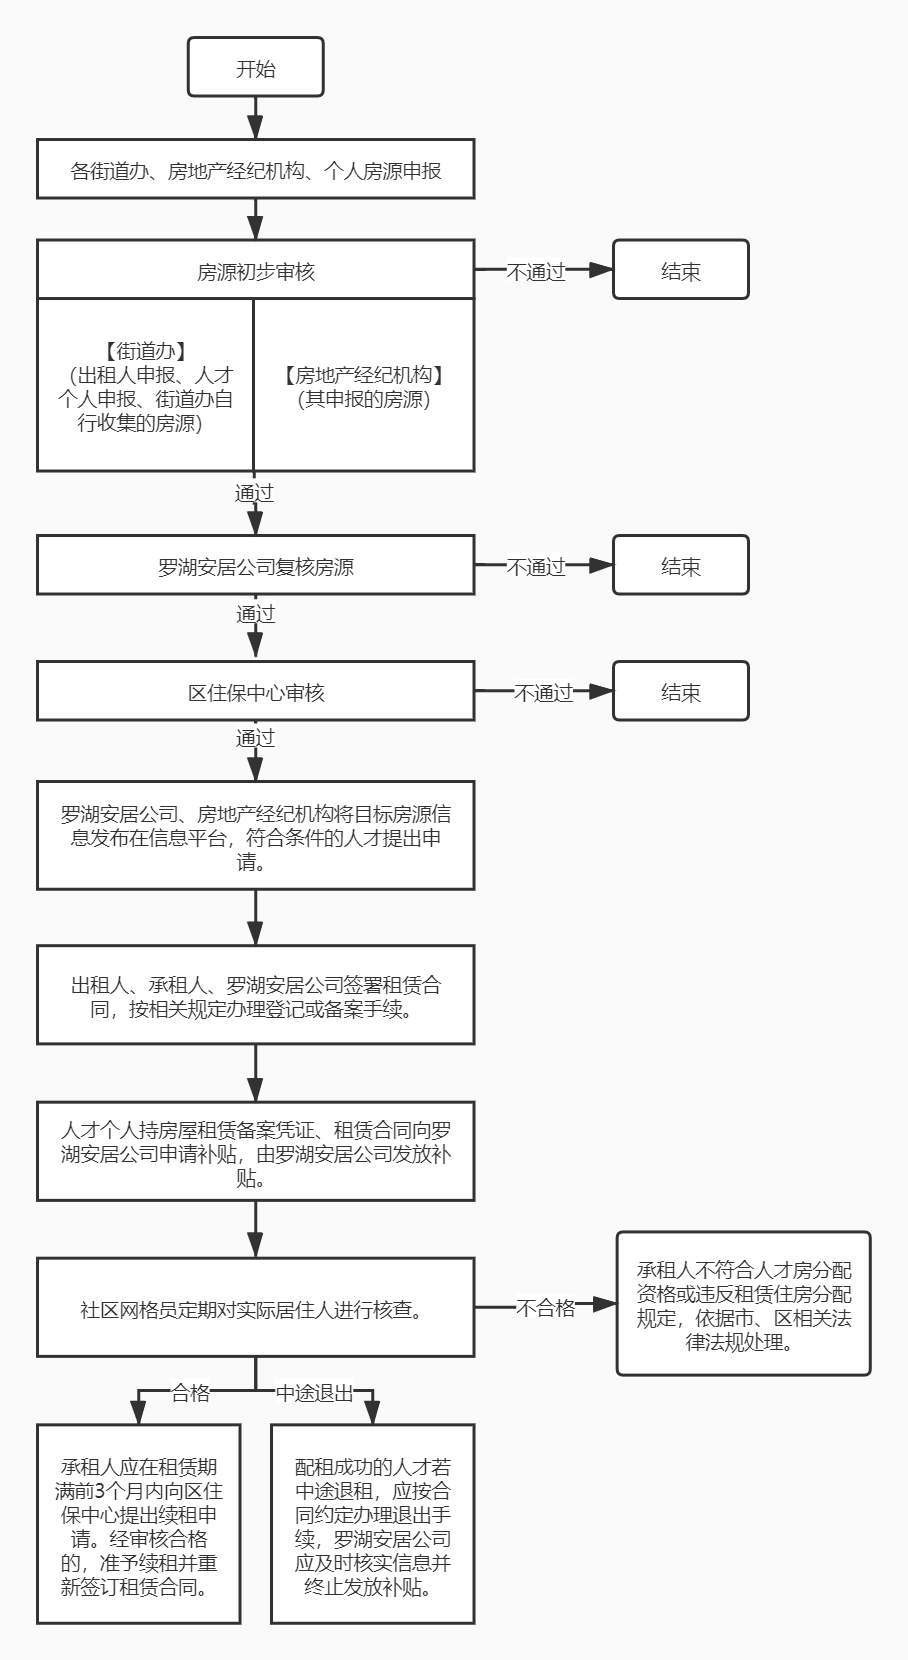 开始
各街道办、房地产经纪机构、个人房源申报
房源初步审核
不通过
结束
【街道办】
（出租人申报、人才
个人申报、街道办自
行收集的房源）
【房地产经纪机构】
（其申报的房源）
通过
罗湖安居公司复核房源
不通过
结束
通过
区住保中心审核
不通过
结束
通过
罗湖安居公司、房地产经纪机构将目标房源信
息发布在信息平台，符合条件的人才提出申
请。
出租人、承租人、罗湖安居公司签署租赁合
同，按相关规定办理登记或备案手续。
人才个人持房屋租赁备案凭证、租赁合同向罗
湖安居公司申请补贴，由罗湖安居公司发放补
贴。
社区网格员定期对实际居住人进行核查。
不合格
承租人不符合人才房分配
资格或违反租赁住房分配
规定，依据市、区相关法
律法规处理。
合格
中途退出
承租人应在租赁期
满前3个月内向区住
保中心提出续租申
请。经审核合格
的，准予续租并重
新签订租赁合同。
配租成功的人才若
中途退租，应按合
同约定办理退出手
续，罗湖安居公司
应及时核实信息并
终止发放补贴。